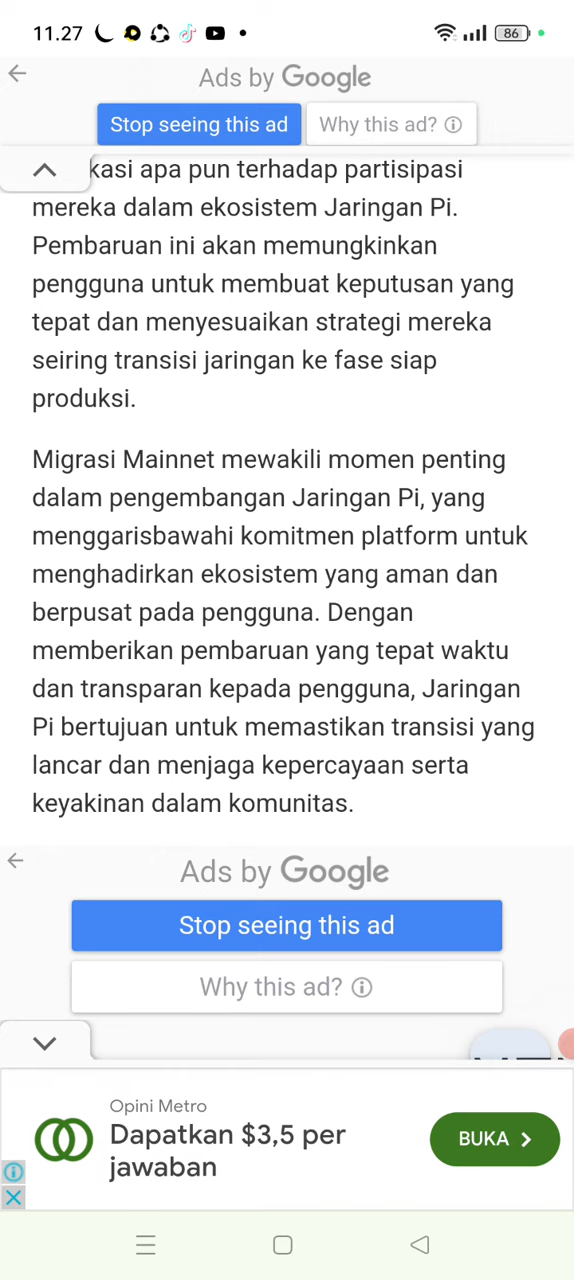 11.27
86
Ads by Google
Stop seeing this ad
Why this ad?
kasi apa pun terhadap partisipasi
mereka dalam ekosistem Jaringan Pi.
Pembaruan ini akan memungkinkan
pengguna untuk membuat keputusan yang
tepat dan menyesuaikan strategi mereka
seiring transisi jaringan ke fase siap
produksi.
Migrasi Mainnet mewakili momen penting
dalam pengembangan Jaringan Pi, yang
menggarisbawahi komitmen platform untuk
menghadirkan ekosistem yang aman dan
berpusat pada pengguna. Dengan
memberikan pembaruan yang tepat waktu
dan transparan kepada pengguna, Jaringan
Pi bertujuan untuk memastikan transisi yang
lancar dan menjaga kepercayaan serta
keyakinan dalam komunitas.
Ads by Google
Stop seeing this ad
Why this ad?
Opini Metro
Dapatkan $3,5 per
jawaban
BUKA